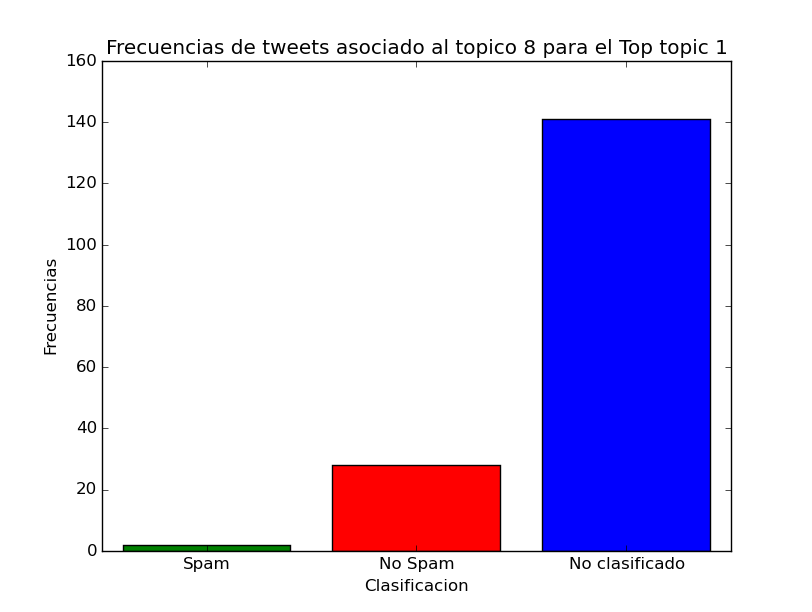 Frecuencias de tweets asociado al topico 8 para el Top topic 1
160
140
120
100
80
60
40
20
0
Frecuencias
Spam
No Spam
No clasificado
Clasificacion